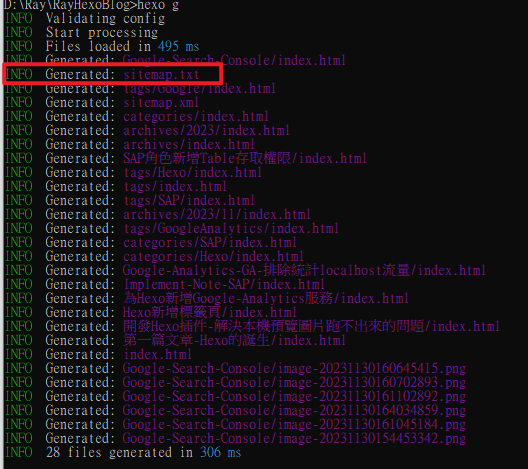 D:\Ray\RayHexoBlog>hexo g
INFO  Validating config
INFO  Start processing
INFO  Files loaded in 495 ms
INFO  Generated: Google-Search-Console/index.html
INFO  Generated: sitemap.txt
INFO  Generated: tags/Google/index.html
INFO  Generated: sitemap.xml
INFO  Generated: categories/index.html
INFO  Generated: archives/2023/index.html
INFO  Generated: archives/index.html
INFO  Generated: SAP角色新增Table存取權限/index.html
INFO  Generated: tags/Hexo/index.html
INFO  Generated: tags/index.html
INFO  Generated: tags/SAP/index.html
INFO  Generated: archives/2023/11/index.html
INFO  Generated: tags/GoogleAnalytics/index.html
INFO  Generated: categories/SAP/index.html
INFO  Generated: categories/Hexo/index.html
INFO  Generated: Google-Analytics-GA-排除統計localhost流量/index.html
INFO  Generated: Implement-Note-SAP/index.html
INFO  Generated: 為Hexo新增Google-Analytics服務/index.html
INFO  Generated: Hexo新增標籤頁/index.html
INFO  Generated: 開發Hexo插件-解決本機預覽圖片跑不出來的問題/index.html
INFO  Generated: 第一篇文章-Hexo的誕生/index.html
INFO  Generated: index.html
INFO  Generated: Google-Search-Console/image-20231130160645415.png
INFO  Generated: Google-Search-Console/image-20231130160702893.png
INFO  Generated: Google-Search-Console/image-20231130161102892.png
INFO  Generated: Google-Search-Console/image-20231130164034859.png
INFO  Generated: Google-Search-Console/image-20231130161045184.png
INFO  Generated: Google-Search-Console/image-20231130154453342.png
INFO  28 files generated in 306 ms